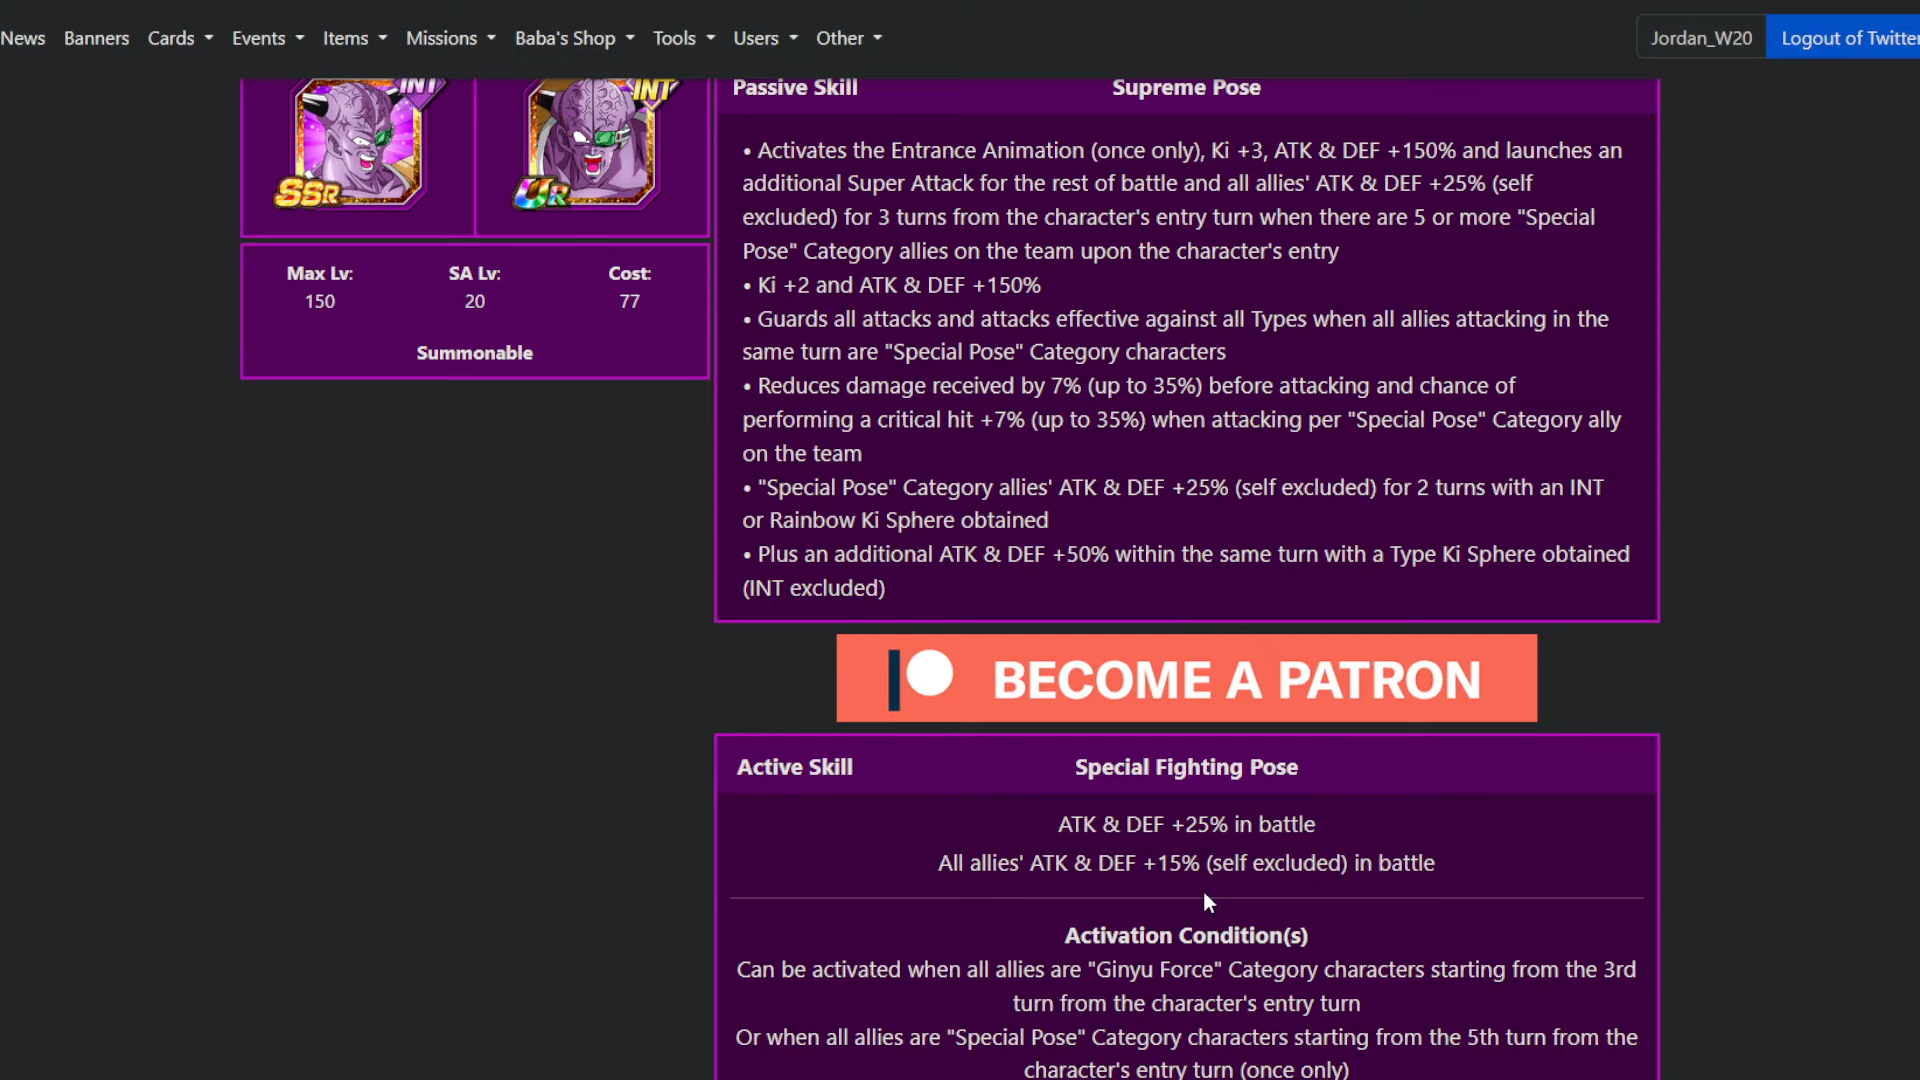 News Banners Cards Events Items Missions Baba's Shop Tools Users Other Jordan_W20 Logout of Twitter
INT
SSR
INT
UR
Max Lv: SA Lv: Cost:
150 20 77
Summonable
Passive Skill Supreme Pose
• Activates the Entrance Animation (once only), Ki +3, ATK & DEF +150% and launches an
additional Super Attack for the rest of battle and all allies' ATK & DEF +25% (self
excluded) for 3 turns from the character's entry turn when there are 5 or more "Special
Pose" Category allies on the team upon the character's entry
• Ki +2 and ATK & DEF +150%
• Guards all attacks and attacks effective against all Types when all allies attacking in the
same turn are "Special Pose" Category characters
• Reduces damage received by 7% (up to 35%) before attacking and chance of
performing a critical hit +7% (up to 35%) when attacking per "Special Pose" Category ally
on the team
• "Special Pose" Category allies' ATK & DEF +25% (self excluded) for 2 turns with an INT
or Rainbow Ki Sphere obtained
• Plus an additional ATK & DEF +50% within the same turn with a Type Ki Sphere obtained
(INT excluded)
BECOME A PATRON
Active Skill Special Fighting Pose
ATK & DEF +25% in battle
All allies' ATK & DEF +15% (self excluded) in battle
Activation Condition(s)
Can be activated when all allies are "Ginyu Force" Category characters starting from the 3rd
turn from the character's entry turn
Or when all allies are "Special Pose" Category characters starting from the 5th turn from the
character's entry turn (once only)